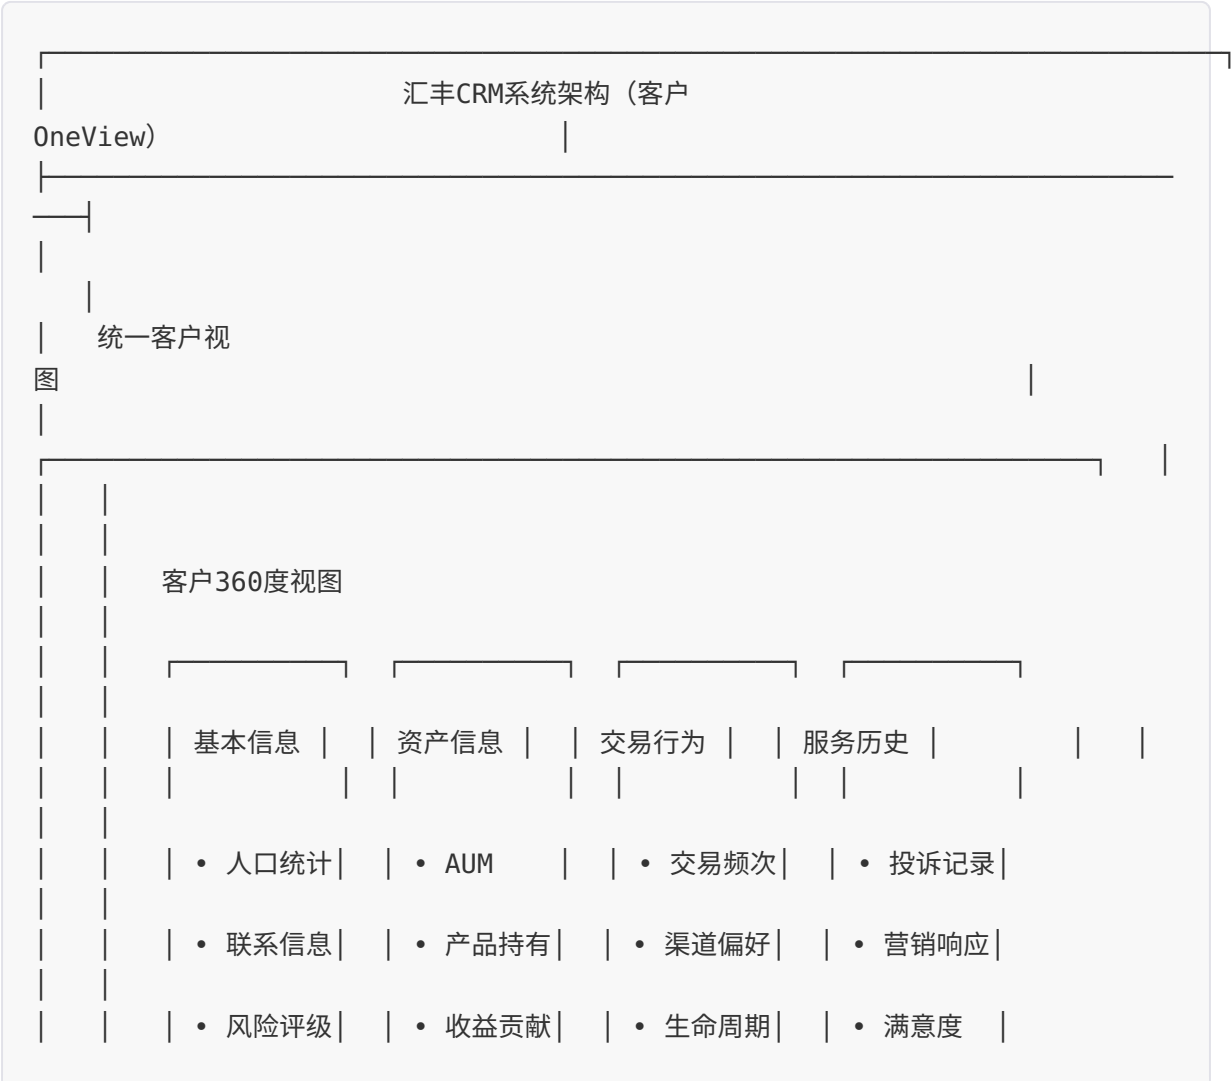 汇丰CRM系统架构（客户
OneView）
统一客户视
图
客户360度视图
基本信息 资产信息 交易行为 服务历史
• 人口统计 • AUM • 交易频次 • 投诉记录
• 联系信息 • 产品持有 • 渠道偏好 • 营销响应
• 风险评级 • 收益贡献 • 生命周期 • 满意度